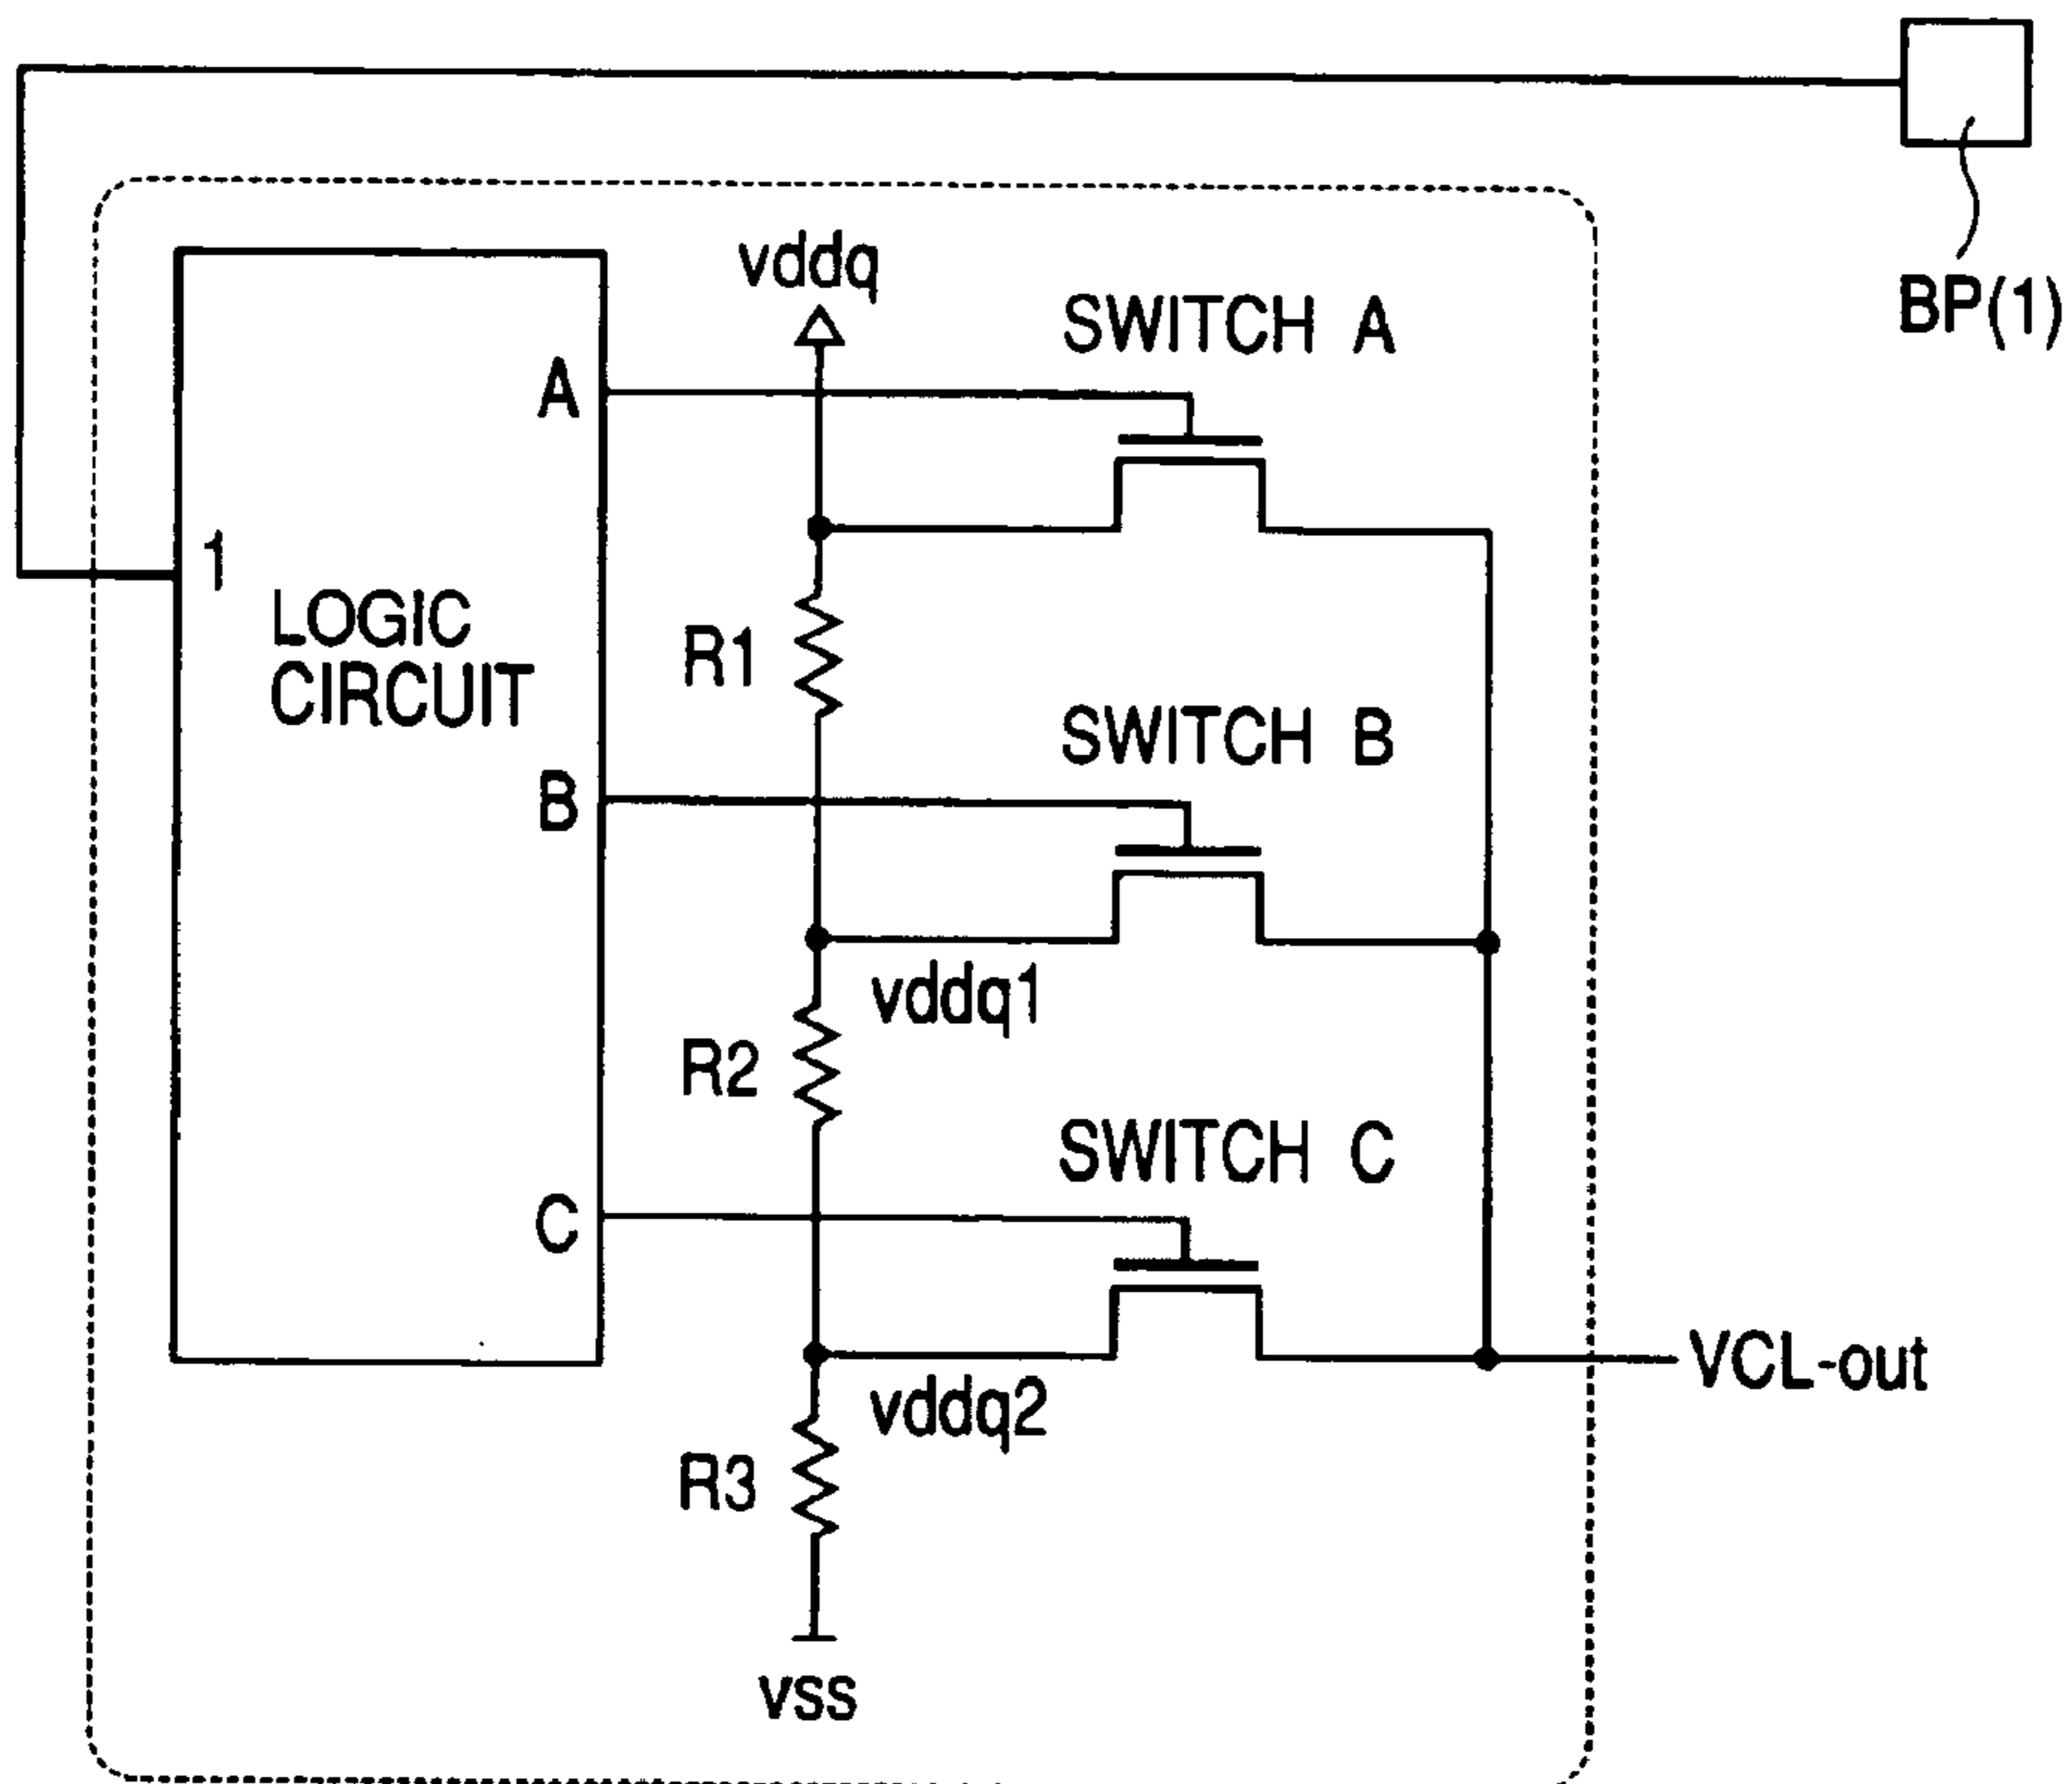 BP(1)
vddq
SWITCH A
A
1
LOGIC
CIRCUIT
R1
SWITCH B
B
vddq1
R2
SWITCH C
C
VCL-out
vddq2
R3
vss